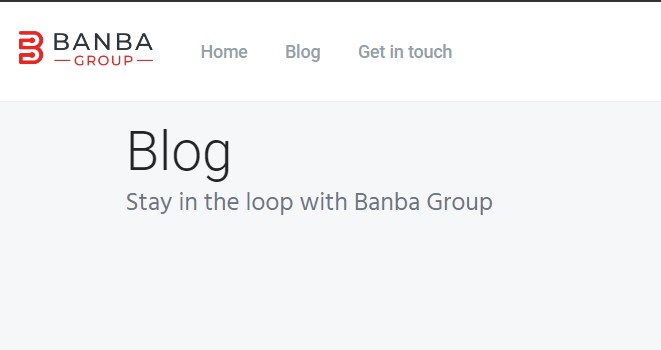 BANBA
GROUP
Home Blog Get in touch
Blog
Stay in the loop with Banba Group